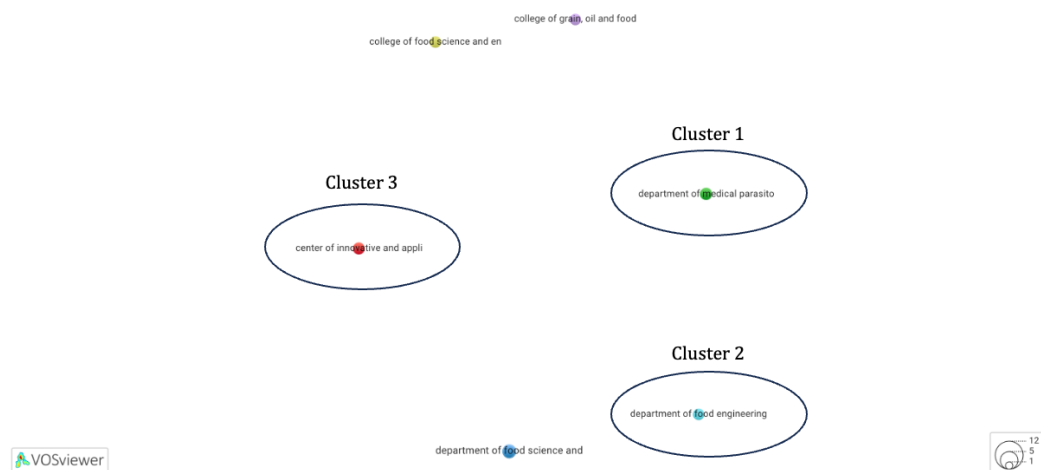 college of grain, oil and food
college of food science and en
Cluster 1
department of medical parasito
Cluster 3
center of innovative and appli
Cluster 2
department of food engineering
department of food science and
VOSviewer
12
5
1